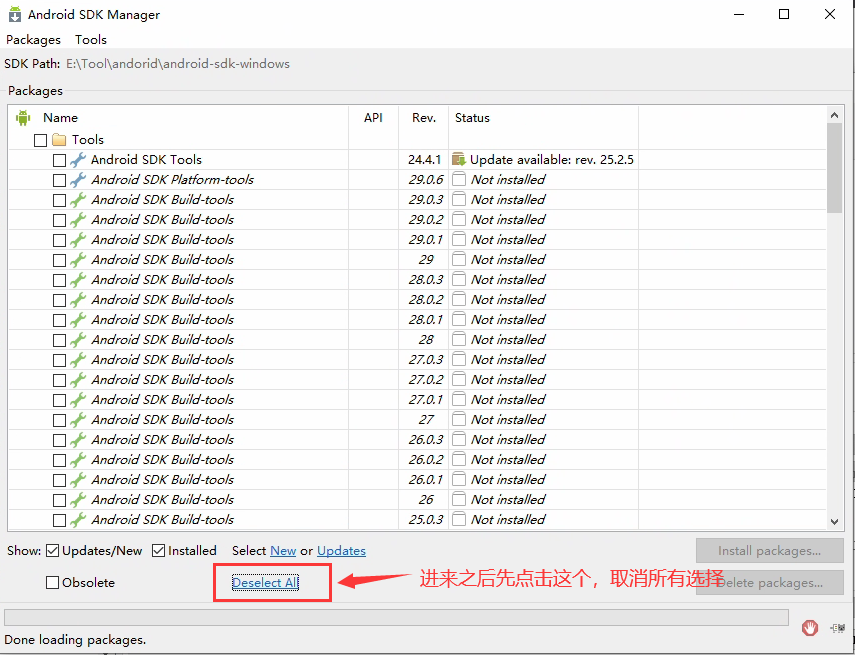 Android SDK Manager
Packages Tools
SDK Path: E:\Tool\andorid\android-sdk-windows
Packages
Name API Rev. Status
Tools
Android SDK Tools 24.4.1 Update available: rev. 25.2.5
Android SDK Platform-tools 29.0.6 Not installed
Android SDK Build-tools 29.0.3 Not installed
Android SDK Build-tools 29.0.2 Not installed
Android SDK Build-tools 29.0.1 Not installed
Android SDK Build-tools 29 Not installed
Android SDK Build-tools 28.0.3 Not installed
Android SDK Build-tools 28.0.2 Not installed
Android SDK Build-tools 28.0.1 Not installed
Android SDK Build-tools 28 Not installed
Android SDK Build-tools 27.0.3 Not installed
Android SDK Build-tools 27.0.2 Not installed
Android SDK Build-tools 27.0.1 Not installed
Android SDK Build-tools 27 Not installed
Android SDK Build-tools 26.0.3 Not installed
Android SDK Build-tools 26.0.2 Not installed
Android SDK Build-tools 26.0.1 Not installed
Android SDK Build-tools 26 Not installed
Android SDK Build-tools 25.0.3 Not installed
Show: Updates/New Installed Select New or Updates Install packages...
Obsolete Deselect All 进来之后先点击这个，取消所有选择 Delete packages...
Done loading packages.